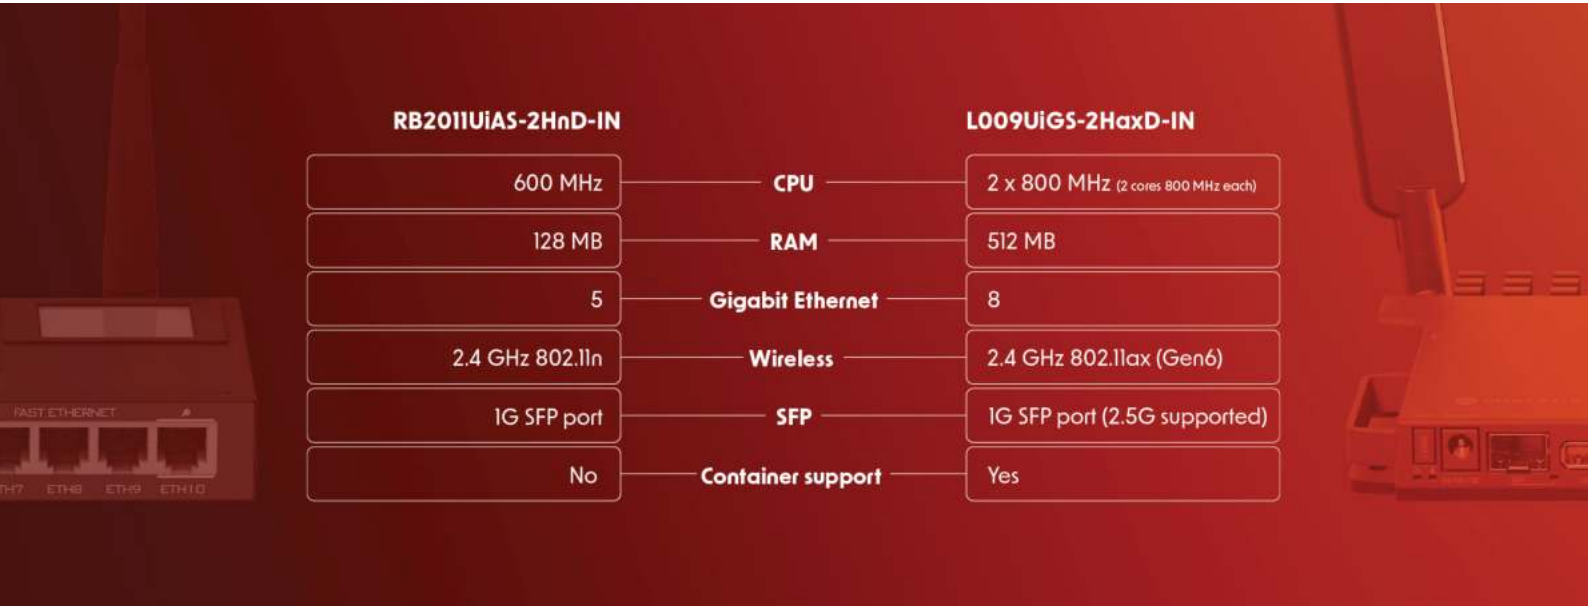 RB2011UiAS-2HnD-IN L009UiGS-2HaxD-IN
600 MHz CPU 2 x 800 MHz (2 cores 800 MHz each)
128 MB RAM 512 MB
5 Gigabit Ethernet 8
2.4 GHz 802.11n Wireless 2.4 GHz 802.11ax (Gen6)
1G SFP port SFP 1G SFP port (2.5G supported)
No Container support Yes
FAST ETHERNET
ETH8 ETH9 ETH10